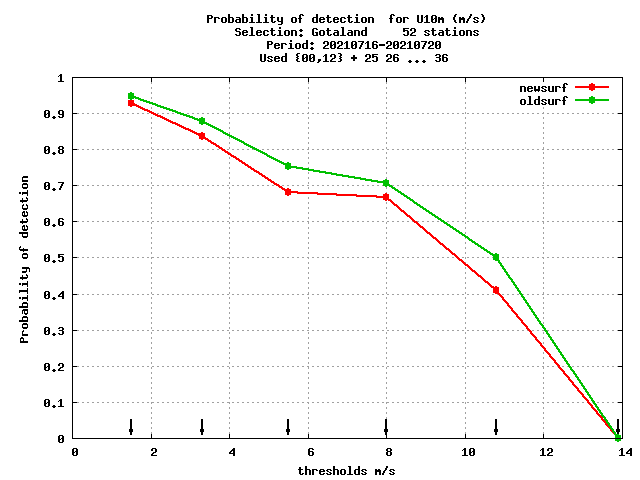 Probability of detection  for U10m (m/s)
Selection: Gotaland     52 stations
Period: 20210716-20210720
Used {00,12} + 25 26 ... 36
newsurf
oldsurf
Probability of detection
1
0.9
0.8
0.7
0.6
0.5
0.4
0.3
0.2
0.1
0
0 2 4 6 8 10 12 14
thresholds m/s